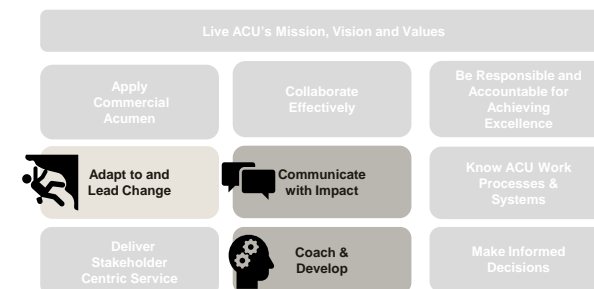 Live ACU's Mission, Vision and Values
Apply
Commercial
Acumen
Collaborate
Effectively
Be Responsible and
Accountable for
Achieving
Excellence
Adapt to and
Lead Change
Communicate
with Impact
Know ACU Work
Processes &
Systems
Deliver
Stakeholder
Centric Service
Coach &
Develop
Make Informed
Decisions